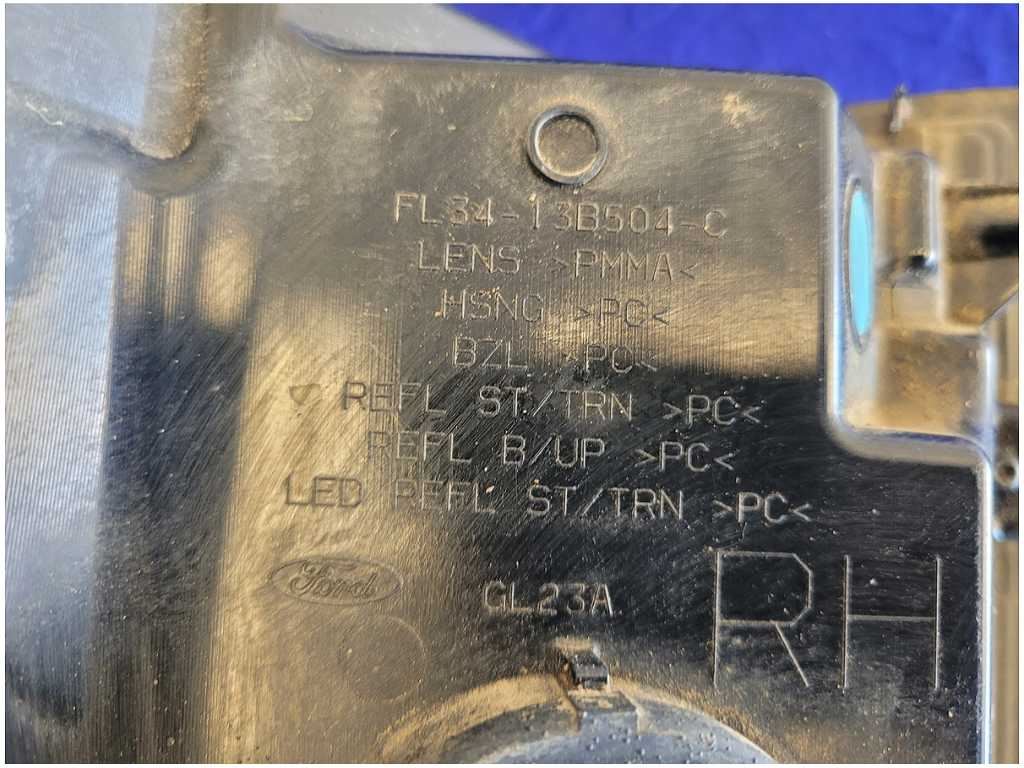 FL34-13B504-C
LENS >PMMA<
HSNG >PC<
BZL >PC<
REFL ST/TRN >PC<
REFL B/UP >PC<
LED REFL ST/TRN >PC<
Ford
GL23A
RH